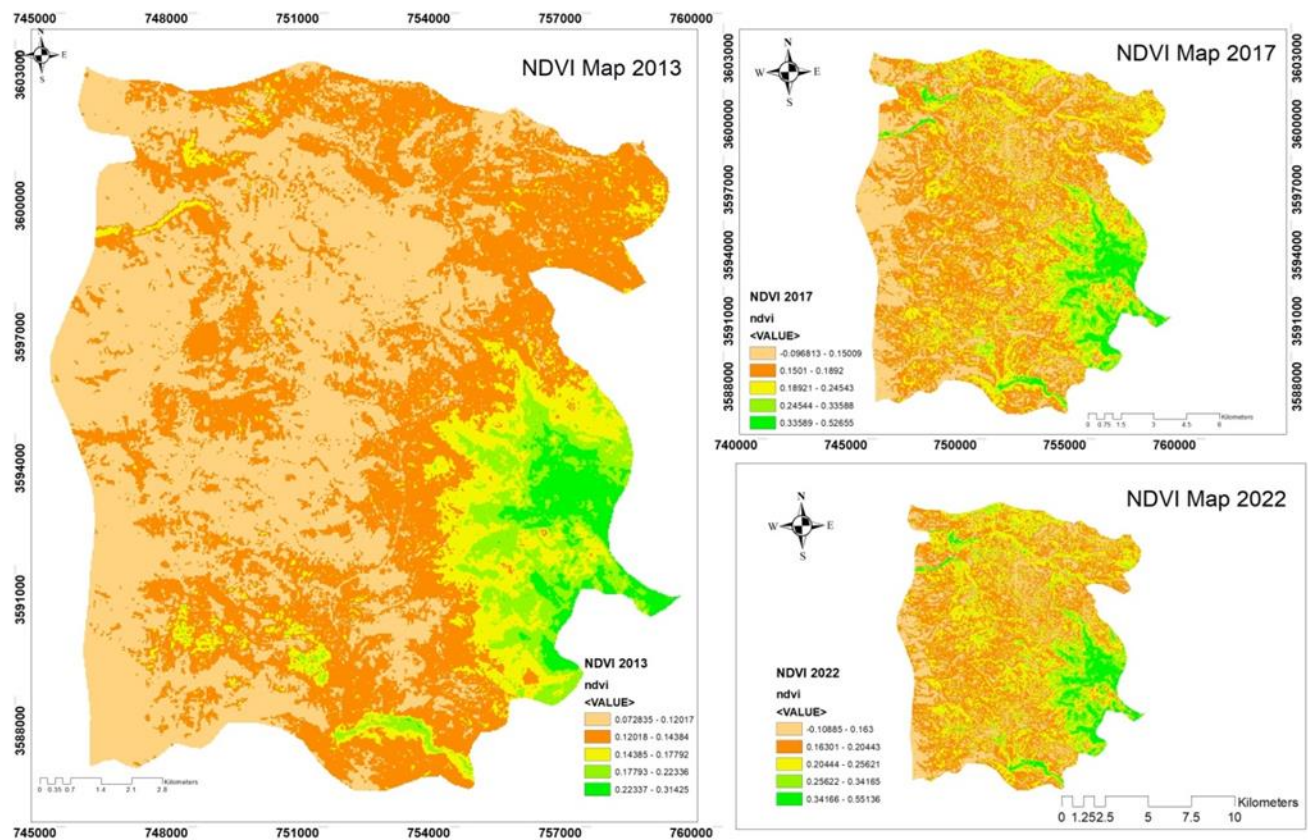 745000 748000 751000 754000 757000 760000
N
E
S
NDVI Map 2013
3603000
3600000
3597000
3594000
3591000
3588000
NDVI 2013
ndvi
<VALUE>
0.072835 - 0.12017
0.12018 - 0.14384
0.14385 - 0.17792
0.17793 - 0.22336
0.22337 - 0.31425
Kilometers
0 0.35 0.7 1.4 2.1 2.8
745000 748000 751000 754000 757000 760000
N
W E
S
NDVI Map 2017
3603000
3600000
3597000
3594000
3591000
3588000
NDVI 2017
ndvi
<VALUE>
-0.096813 - 0.15009
0.1501 - 0.1892
0.18921 - 0.24543
0.24544 - 0.33588
0.33589 - 0.52655
Kilometers
0 0.75 1.5 3 4.5 6
3603000
3600000
3597000
3594000
3591000
3588000
740000 745000 750000 755000 760000
N
W E
S
NDVI Map 2022
NDVI 2022
ndvi
<VALUE>
-0.10885 - 0.163
0.16301 - 0.20443
0.20444 - 0.25621
0.25622 - 0.34165
0.34166 - 0.55136
Kilometers
0 1.25 2.5 5 7.5 10